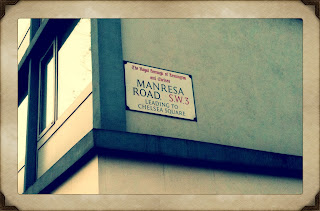 The Royal Borough of Kensington
and Chelsea
MANRESA
ROAD S.W.3
LEADING TO
CHELSEA SQUARE